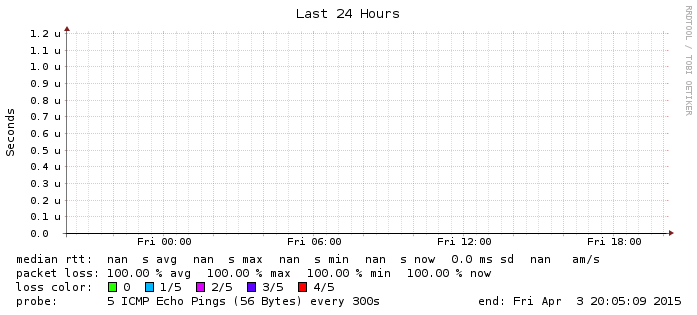 Last 24 Hours
RRDTOOL / TOBI OETIKER
Seconds
1.2 u
1.1 u
1.0 u
0.9 u
0.8 u
0.7 u
0.6 u
0.5 u
0.4 u
0.3 u
0.2 u
0.1 u
0.0
Fri 00:00 Fri 06:00 Fri 12:00 Fri 18:00
median rtt: nan s avg nan s max nan s min nan s now 0.0 ms sd nan am/s
packet loss: 100.00 % avg 100.00 % max 100.00 % min 100.00 % now
loss color: 0 1/5 2/5 3/5 4/5
probe: 5 ICMP Echo Pings (56 Bytes) every 300s end: Fri Apr 3 20:05:09 2015